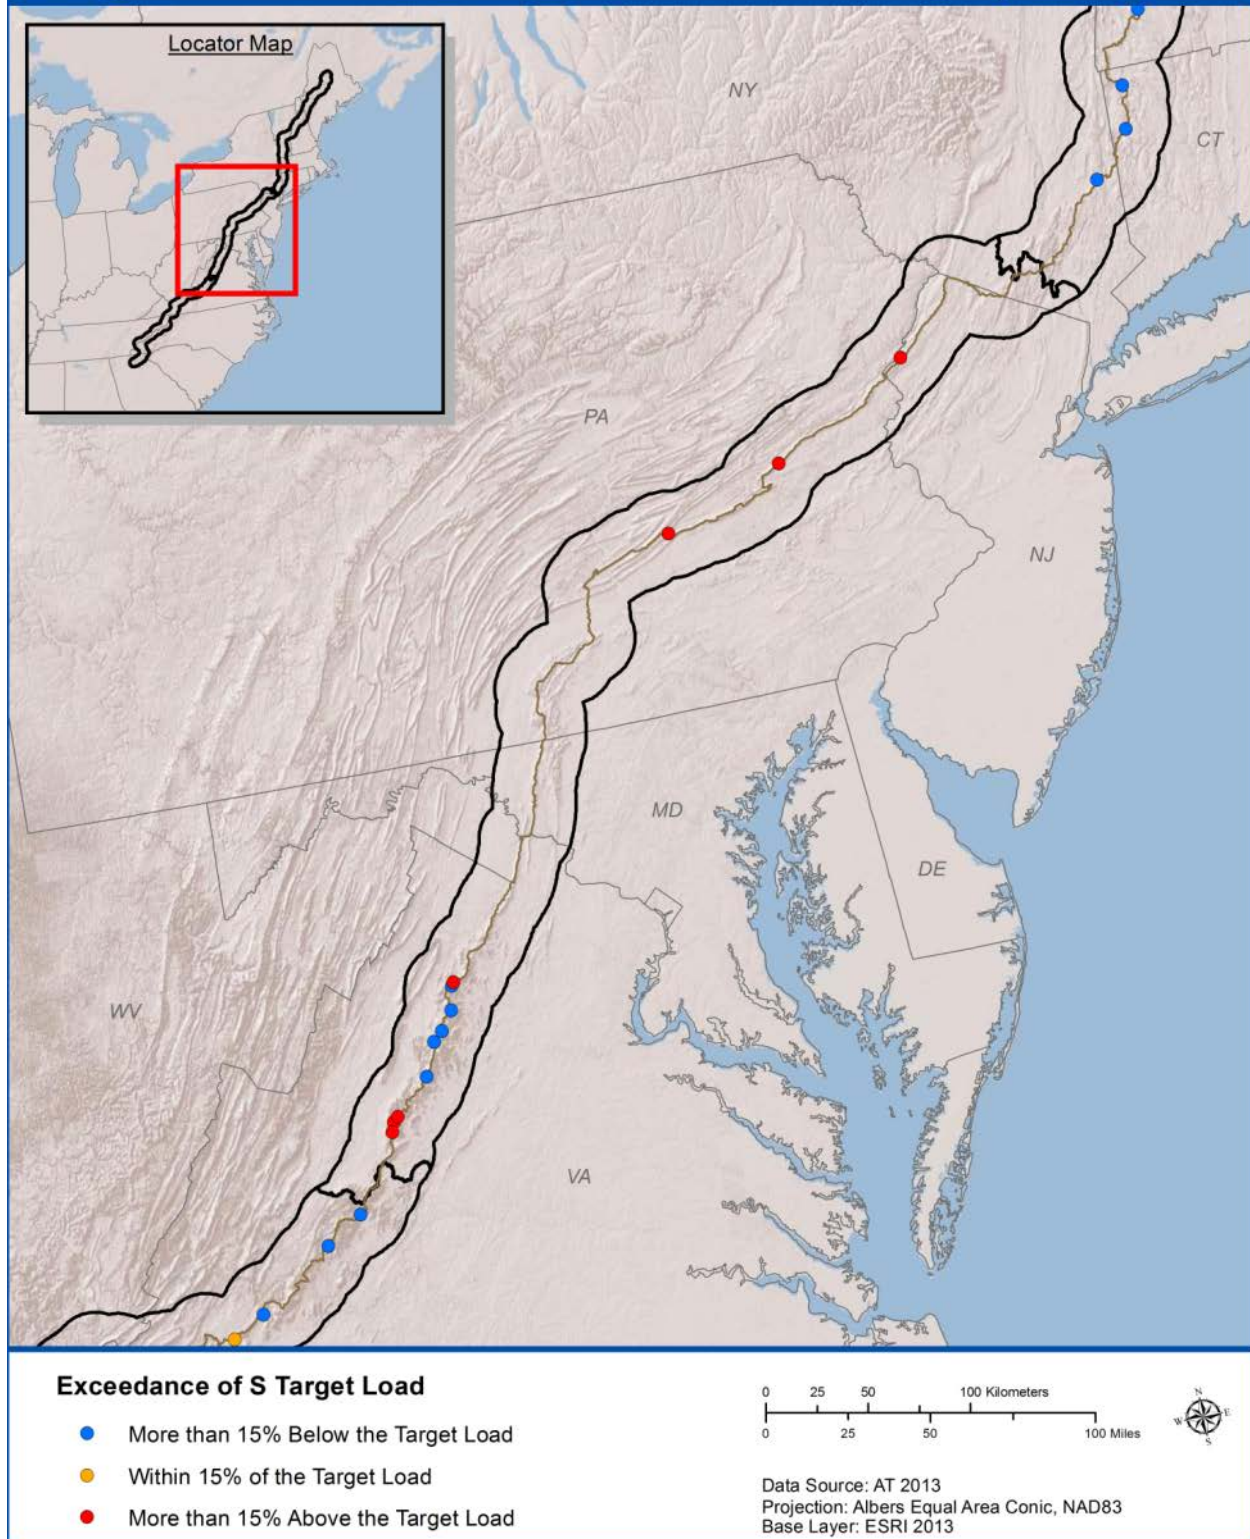 Locator Map
NY
CT
PA
NJ
MD
DE
WV
VA
Exceedance of S Target Load
More than 15% Below the Target Load
Within 15% of the Target Load
More than 15% Above the Target Load
0 25 50 100 Kilometers
0 25 50 100 Miles
N
W E
S
Data Source: AT 2013
Projection: Albers Equal Area Conic, NAD83
Base Layer: ESRI 2013